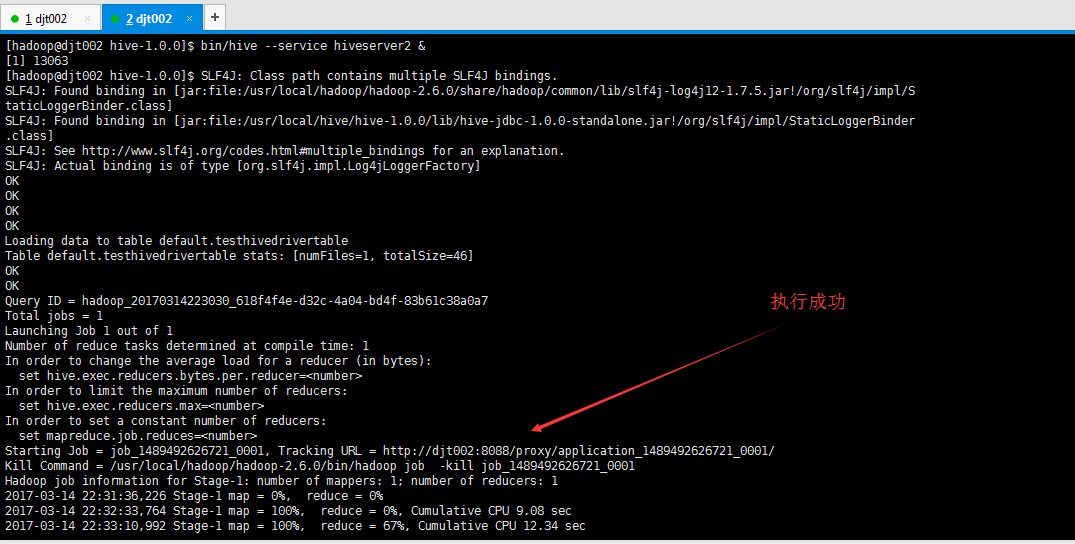 1 djt002 ×
2 djt002 ×
+
[hadoop@djt002 hive-1.0.0]$ bin/hive --service hiveserver2 &
[1] 13063
[hadoop@djt002 hive-1.0.0]$ SLF4J: Class path contains multiple SLF4J bindings.
SLF4J: Found binding in [jar:file:/usr/local/hadoop/hadoop-2.6.0/share/hadoop/common/lib/slf4j-log4j12-1.7.5.jar!/org/slf4j/impl/S
taticLoggerBinder.class]
SLF4J: Found binding in [jar:file:/usr/local/hive/hive-1.0.0/lib/hive-jdbc-1.0.0-standalone.jar!/org/slf4j/impl/StaticLoggerBinder
.class]
SLF4J: See http://www.slf4j.org/codes.html#multiple_bindings for an explanation.
SLF4J: Actual binding is of type [org.slf4j.impl.Log4jLoggerFactory]
OK
OK
OK
OK
Loading data to table default.testhivedrivertable
Table default.testhivedrivertable stats: [numFiles=1, totalSize=46]
OK
OK
Query ID = hadoop_20170314223030_618f4f4e-d32c-4a04-bd4f-83b61c38a0a7
执行成功
Total jobs = 1
Launching Job 1 out of 1
Number of reduce tasks determined at compile time: 1
In order to change the average load for a reducer (in bytes):
  set hive.exec.reducers.bytes.per.reducer=<number>
In order to limit the maximum number of reducers:
  set hive.exec.reducers.max=<number>
In order to set a constant number of reducers:
  set mapreduce.job.reduces=<number>
Starting Job = job_1489492626721_0001, Tracking URL = http://djt002:8088/proxy/application_1489492626721_0001/
Kill Command = /usr/local/hadoop/hadoop-2.6.0/bin/hadoop job  -kill job_1489492626721_0001
Hadoop job information for Stage-1: number of mappers: 1; number of reducers: 1
2017-03-14 22:31:36,226 Stage-1 map = 0%,  reduce = 0%
2017-03-14 22:32:33,764 Stage-1 map = 100%,  reduce = 0%, Cumulative CPU 9.08 sec
2017-03-14 22:33:10,992 Stage-1 map = 100%,  reduce = 67%, Cumulative CPU 12.34 sec